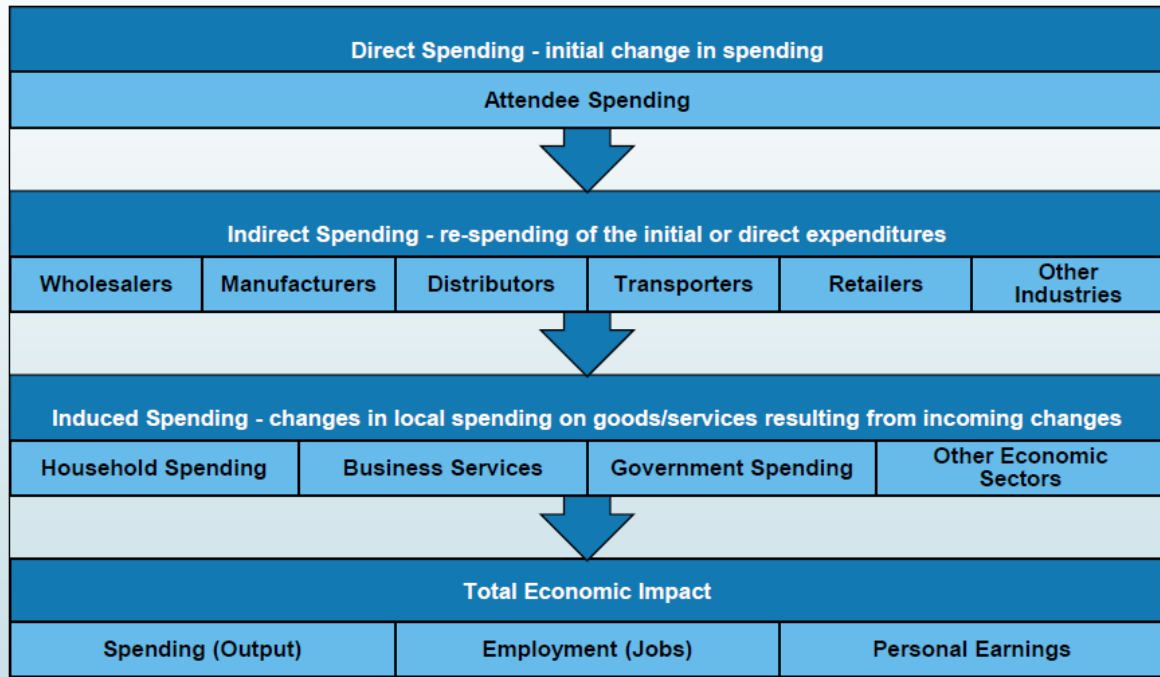 Direct Spending - initial change in spending
Attendee Spending
Indirect Spending - re-spending of the initial or direct expenditures
Wholesalers
Manufacturers
Distributors
Transporters
Retailers
Other
Industries
Induced Spending - changes in local spending on goods/services resulting from incoming changes
Household Spending
Business Services
Government Spending
Other Economic
Sectors
Total Economic Impact
Spending (Output)
Employment (Jobs)
Personal Earnings